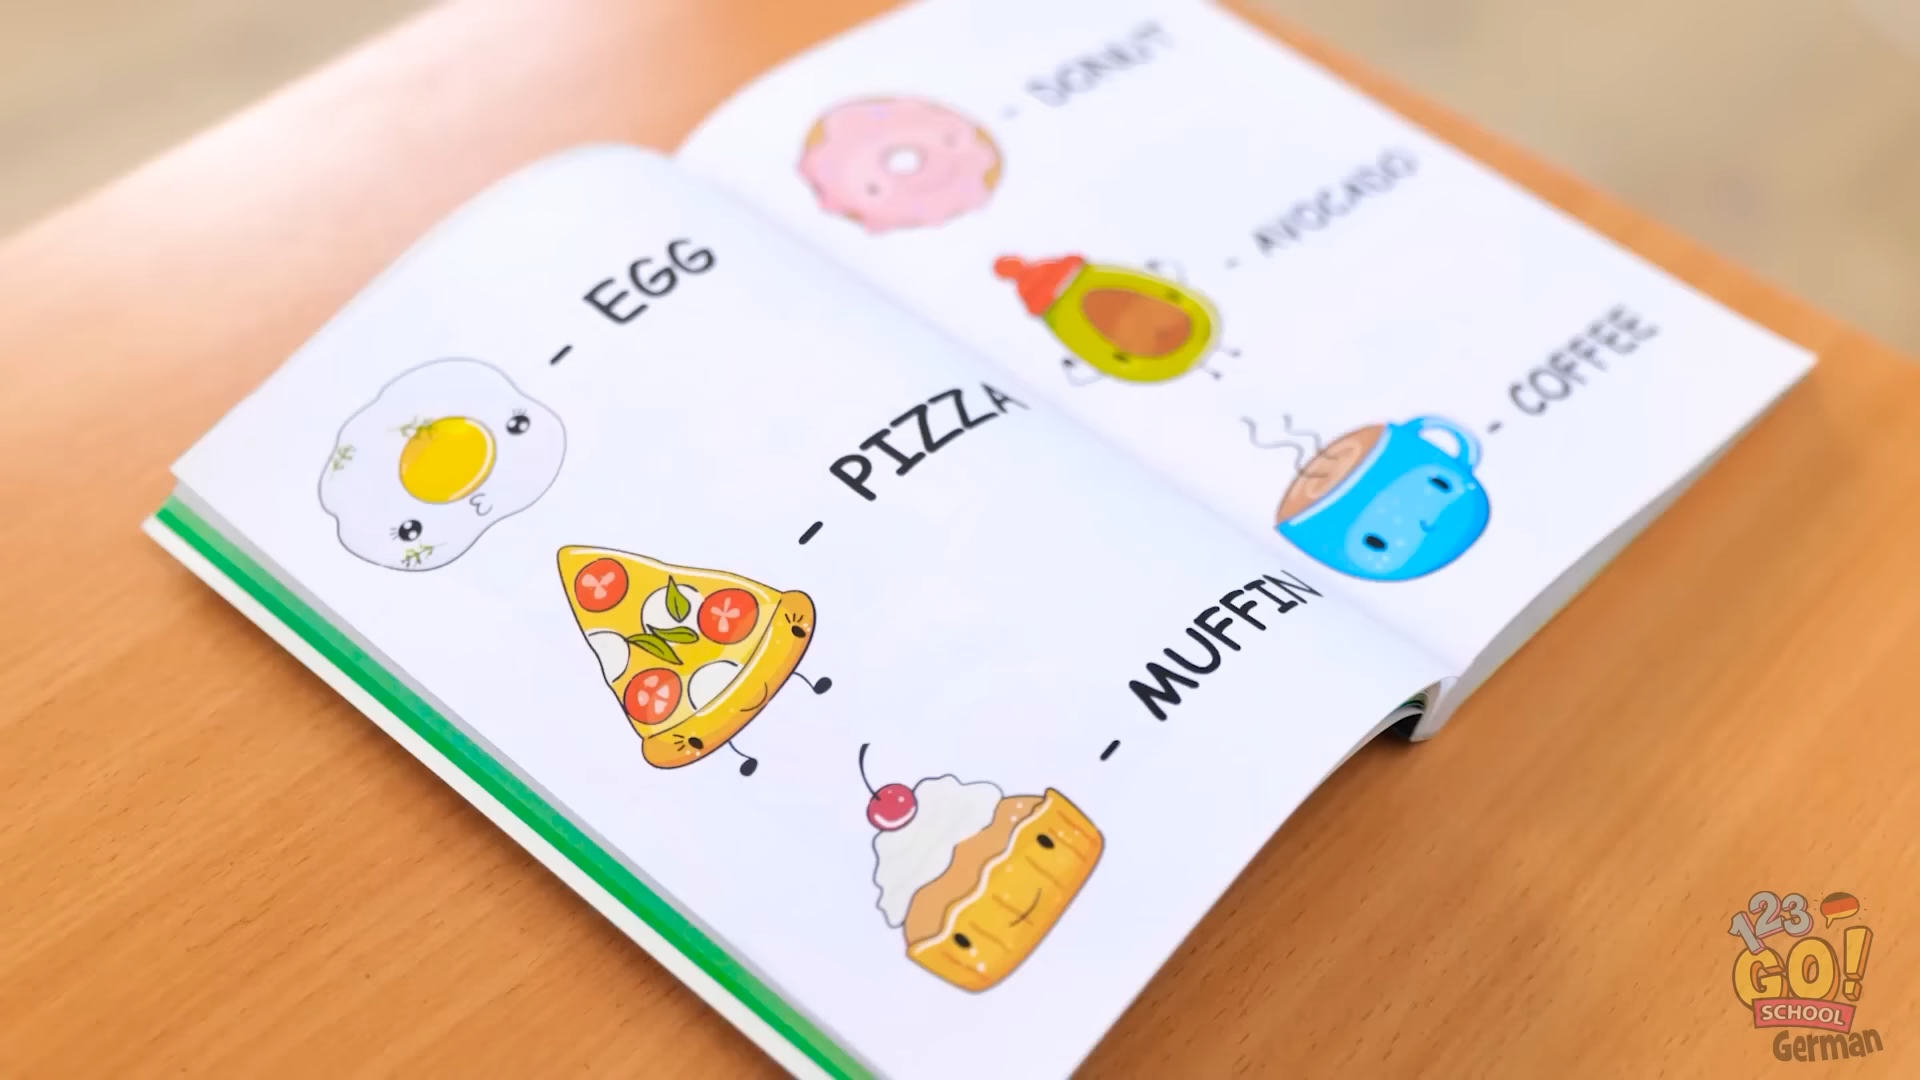 - EGG
- PIZZA
- MUFFIN
- DONUT
- AVOCADO
- COFFEE
123
GO!
SCHOOL
German